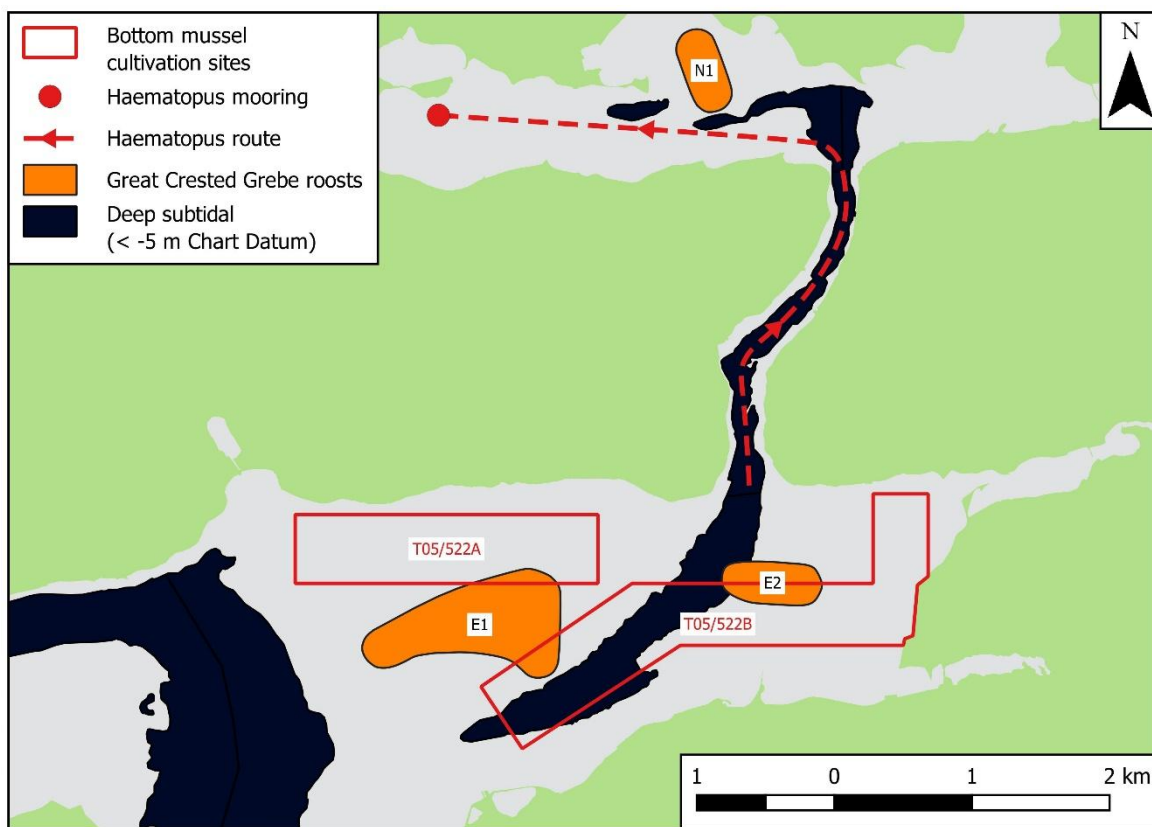 Bottom mussel
cultivation sites
Haematopus mooring
Haematopus route
Great Crested Grebe roosts
Deep subtidal
(< -5 m Chart Datum)
N
N1
T05/522A
E1
E2
T05/522B
1 0 1 2 km